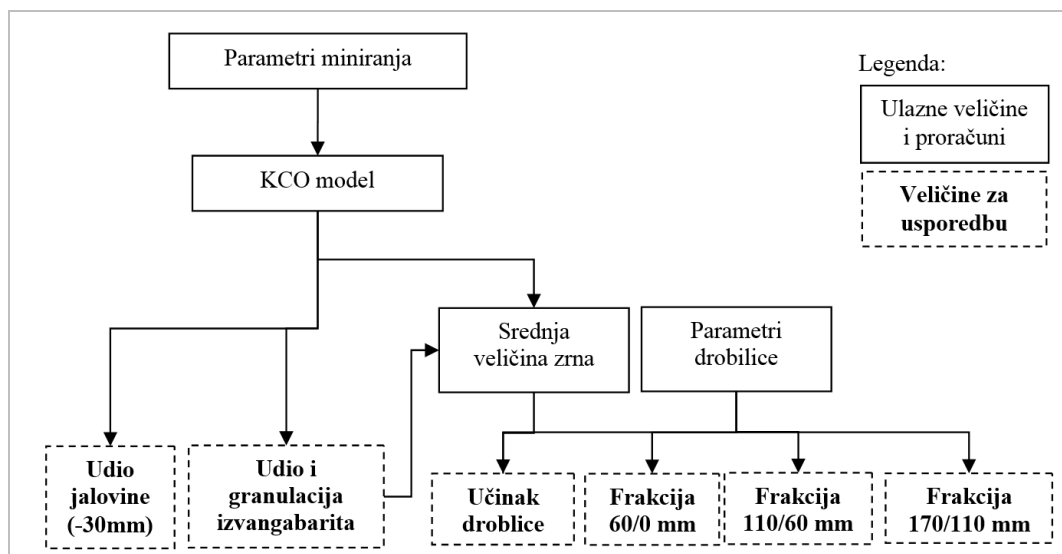 Parametri miniranja
Legenda:
Ulazne veličine
i proračuni
KCO model
Veličine za
usporedbu
Srednja
veličina zrna
Parametri
drobilice
Udio
jalovine
(-30mm)
Udio i
granulacija
izvangabarita
Učinak
droblice
Frakcija
60/0 mm
Frakcija
110/60 mm
Frakcija
170/110 mm